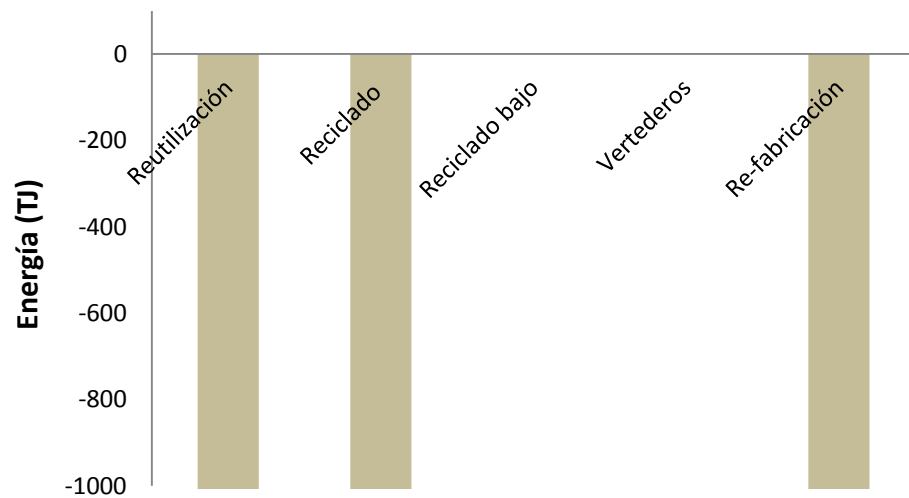 0
-200
-400
-600
-800
-1000
Energía (TJ)
Reutilización
Reciclado
Reciclado bajo
Vertederos
Re-fabricación